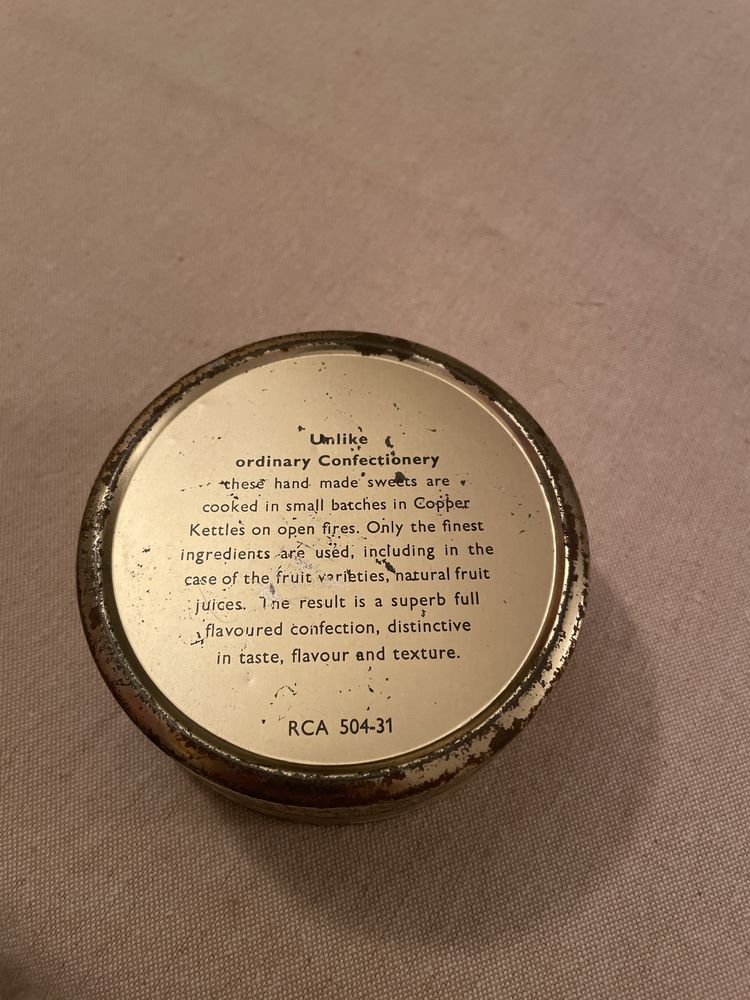 Unlike
ordinary Confectionery
these hand made sweets are
cooked in small batches in Copper
Kettles on open fires. Only the finest
ingredients are used, including in the
case of the fruit varieties, natural fruit
juices. The result is a superb full
flavoured confection, distinctive
in taste, flavour and texture.
RCA 504-31